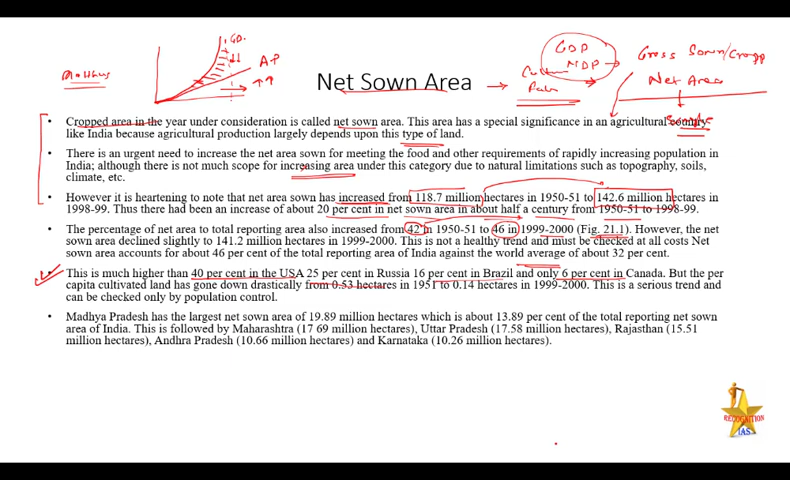 GD.
AP
Malthus
GDP
NDP
Gross Sown/Cropp
Net Area
Net Sown Area
• Cropped area in the year under consideration is called net sown area. This area has a special significance in an agricultural country
like India because agricultural production largely depends upon this type of land.
• There is an urgent need to increase the net area sown for meeting the food and other requirements of rapidly increasing population in
India; although there is not much scope for increasing area under this category due to natural limitations such as topography, soils,
climate, etc.
• However it is heartening to note that net area sown has increased from 118.7 million hectares in 1950-51 to 142.6 million hectares in
1998-99. Thus there had been an increase of about 20 per cent in net sown area in about half a century from 1950-51 to 1998-99.
• The percentage of net area to total reporting area also increased from 42 in 1950-51 to 46 in 1999-2000 (Fig. 21.1). However, the net
sown area declined slightly to 141.2 million hectares in 1999-2000. This is not a healthy trend and must be checked at all costs Net
sown area accounts for about 46 per cent of the total reporting area of India against the world average of about 32 per cent.
• This is much higher than 40 per cent in the USA 25 per cent in Russia 16 per cent in Brazil and only 6 per cent in Canada. But the per
capita cultivated land has gone down drastically from 0.53 hectares in 1951 to 0.14 hectares in 1999-2000. This is a serious trend and
can be checked only by population control.
• Madhya Pradesh has the largest net sown area of 19.89 million hectares which is about 13.89 per cent of the total reporting net sown
area of India. This is followed by Maharashtra (17 69 million hectares), Uttar Pradesh (17.58 million hectares), Rajasthan (15.51
million hectares), Andhra Pradesh (10.66 million hectares) and Karnataka (10.26 million hectares).
RECOGNITION
IAS